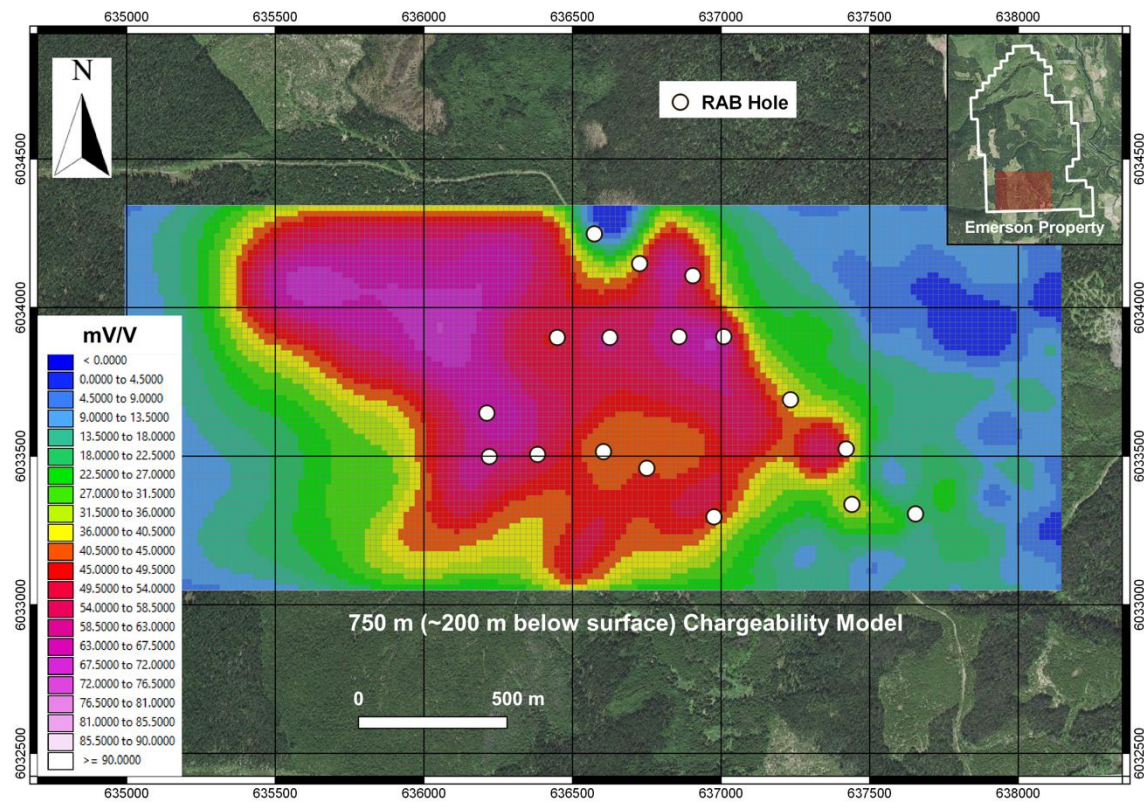 635000 635500 636000 636500 637000 637500 638000
N
RAB Hole
Emerson Property
6034500
6034000
6033500
6033000
6032500
6034500
6034000
6033500
6033000
6032500
mV/V
< 0.0000
0.0000 to 4.5000
4.5000 to 9.0000
9.0000 to 13.5000
13.5000 to 18.0000
18.0000 to 22.5000
22.5000 to 27.0000
27.0000 to 31.5000
31.5000 to 36.0000
36.0000 to 40.5000
40.5000 to 45.0000
45.0000 to 49.5000
49.5000 to 54.0000
54.0000 to 58.5000
58.5000 to 63.0000
63.0000 to 67.5000
67.5000 to 72.0000
72.0000 to 76.5000
76.5000 to 81.0000
81.0000 to 85.5000
85.5000 to 90.0000
>= 90.0000
750 m (~200 m below surface) Chargeability Model
0 500 m
635000 635500 636000 636500 637000 637500 638000